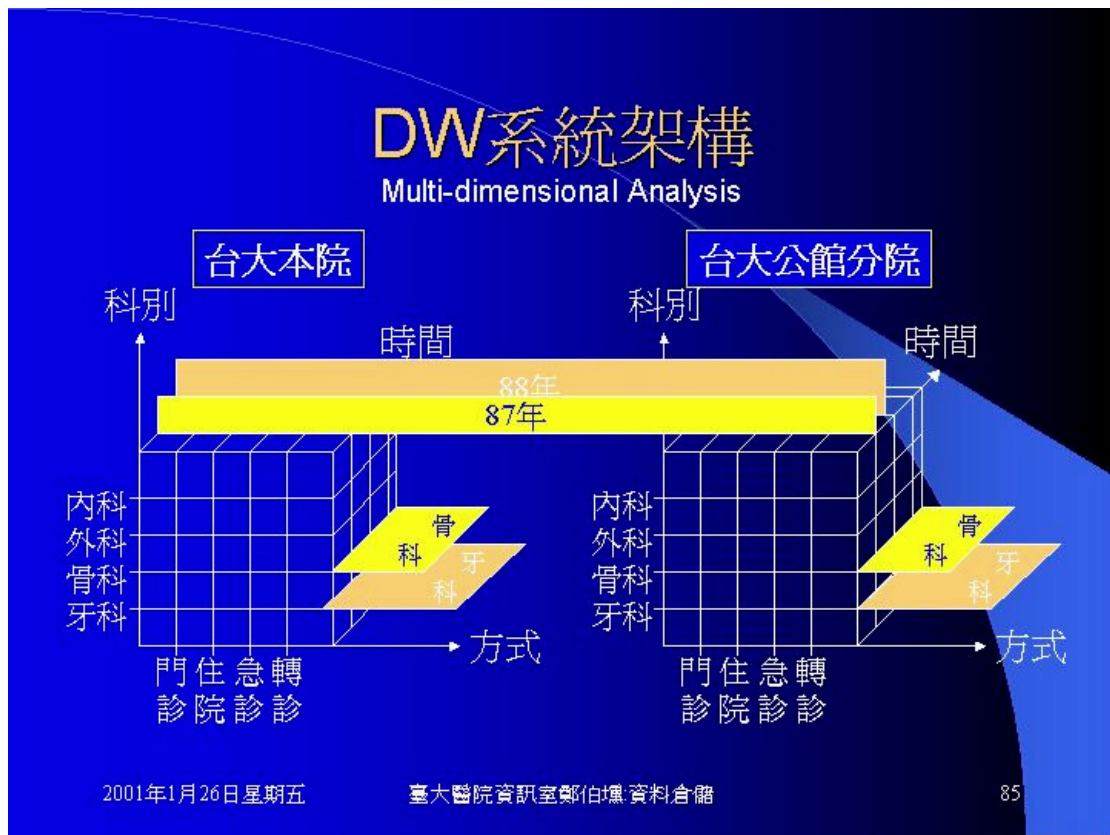 DW系統架構
Multi-dimensional Analysis
台大本院
台大公館分院
科別
時間
科別
時間
88年
87年
內科
外科
骨科
牙科
骨科
牙科
方式
門診
住院
急診
轉診
內科
外科
骨科
牙科
骨科
牙科
方式
門診
住院
急診
轉診
2001年1月26日星期五
臺大醫院資訊室鄭伯壎:資料倉儲
85